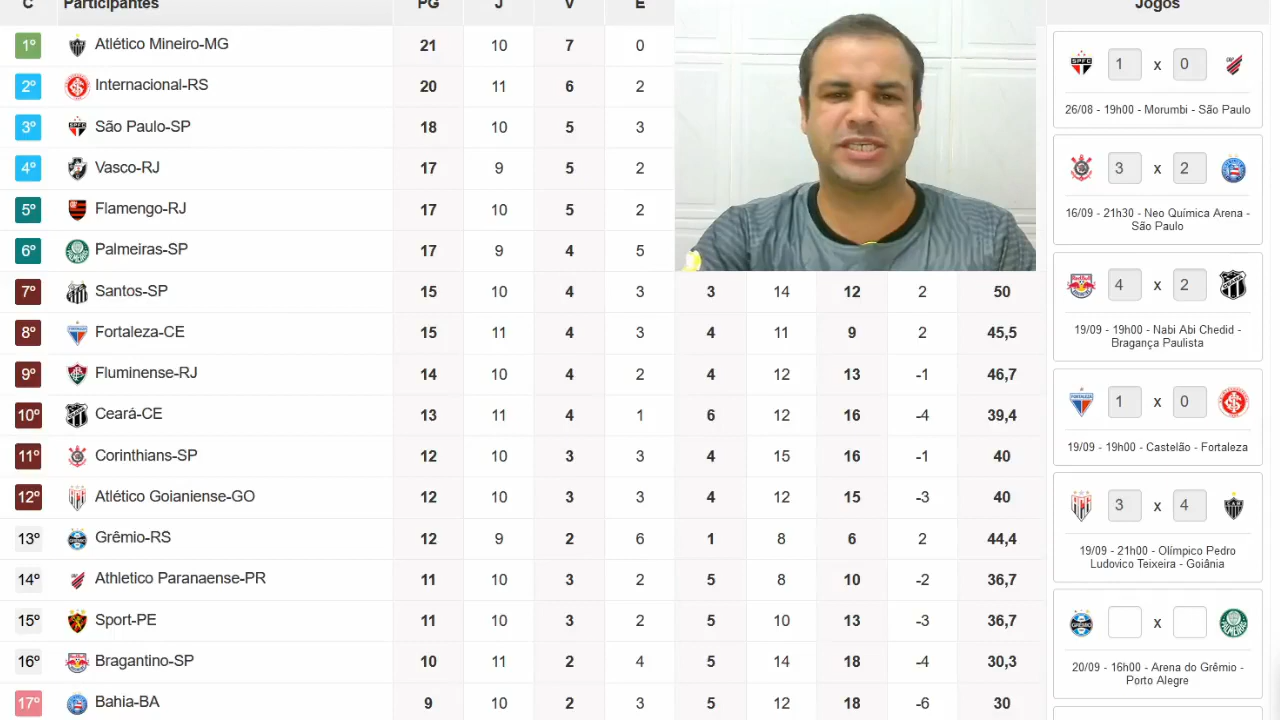 C Participantes PG J V E
1º Atlético Mineiro-MG 21 10 7 0
2º Internacional-RS 20 11 6 2
3º São Paulo-SP 18 10 5 3
4º Vasco-RJ 17 9 5 2
5º Flamengo-RJ 17 10 5 2
6º Palmeiras-SP 17 9 4 5
7º Santos-SP 15 10 4 3 3 14 12 2 50
8º Fortaleza-CE 15 11 4 3 4 11 9 2 45,5
9º Fluminense-RJ 14 10 4 2 4 12 13 -1 46,7
10º Ceará-CE 13 11 4 1 6 12 16 -4 39,4
11º Corinthians-SP 12 10 3 3 4 15 16 -1 40
12º Atlético Goianiense-GO 12 10 3 3 4 12 15 -3 40
13º Grêmio-RS 12 9 2 6 1 8 6 2 44,4
14º Athletico Paranaense-PR 11 10 3 2 5 8 10 -2 36,7
15º Sport-PE 11 10 3 2 5 10 13 -3 36,7
16º Bragantino-SP 10 11 2 4 5 14 18 -4 30,3
17º Bahia-BA 9 10 2 3 5 12 18 -6 30
Jogos
1 x 0
26/08 - 19h00 - Morumbi - São Paulo
3 x 2
16/09 - 21h30 - Neo Química Arena -
São Paulo
4 x 2
19/09 - 19h00 - Nabi Abi Chedid -
Bragança Paulista
1 x 0
19/09 - 19h00 - Castelão - Fortaleza
3 x 4
19/09 - 21h00 - Olímpico Pedro
Ludovico Teixeira - Goiânia
x
20/09 - 16h00 - Arena do Grêmio -
Porto Alegre